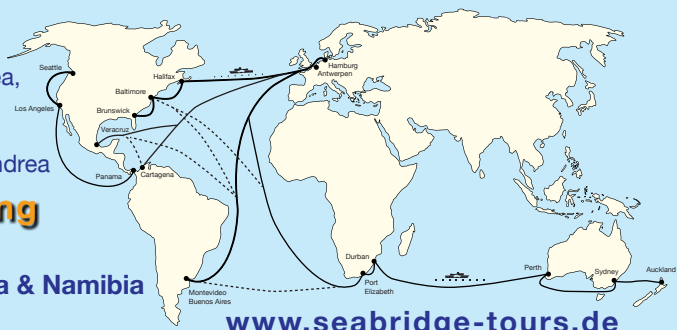 Seattle
ea,
Halifax
Hamburg
Antwerpen
Baltimore
Los Angeles
Brunswick
Veracruz
ndrea
Panama
Cartagena
ng
Durban
Perth
Sydney
Auckland
a & Namibia
Port
Elizabeth
Montevideo
Buenos Aires
www.seabridge-tours.de